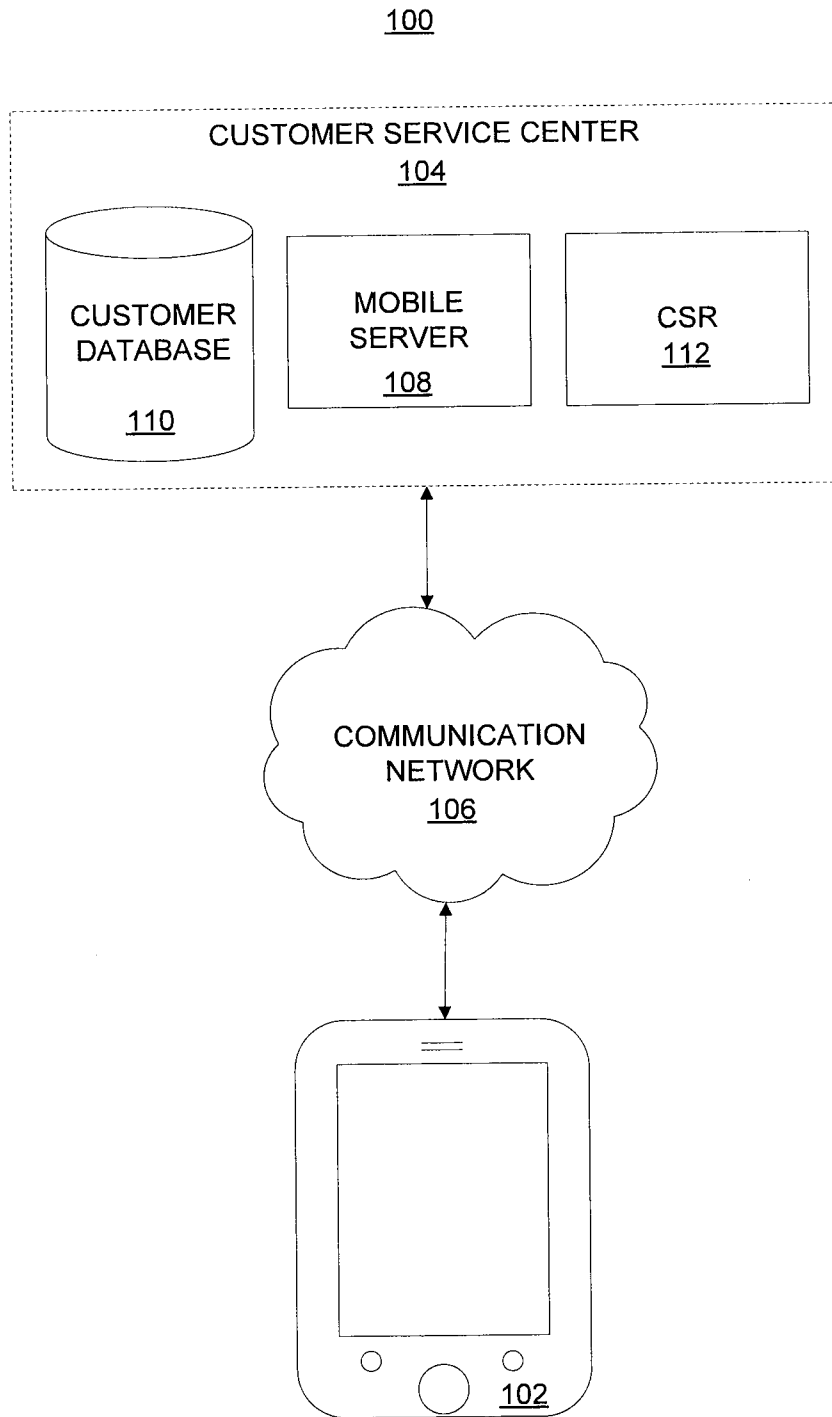 100
CUSTOMER SERVICE CENTER
104
CUSTOMER
DATABASE
110
MOBILE
SERVER
108
CSR
112
COMMUNICATION
NETWORK
106
102